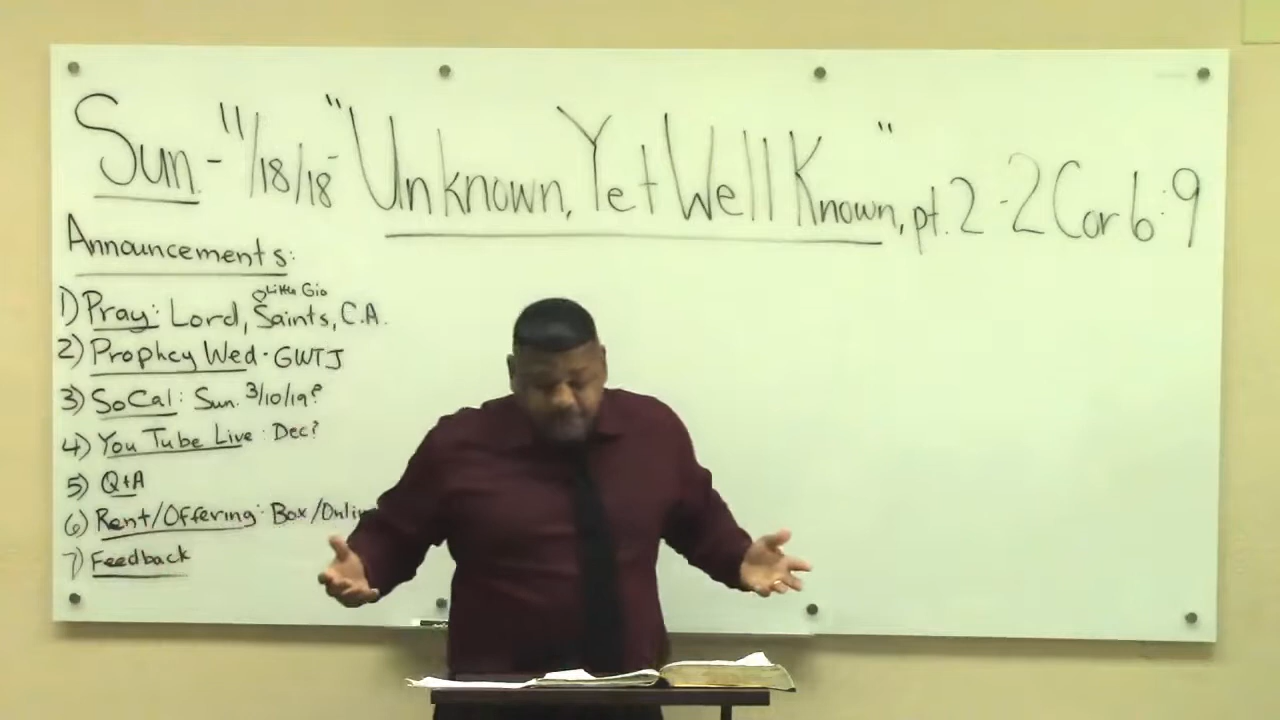 Sun. - 11/18/18 - "Unknown, Yet Well Known", pt. 2 - 2 Cor 6:9
Announcements:
Little Gio
1) Pray: Lord, Saints, C.A.
2) Prophcy Wed - GWTJ
3) SoCal: Sun. 3/10/19?
4) You Tube Live: Dec?
5) Q+A
6) Rent/Offering: Box/Onlin
7) Feedback